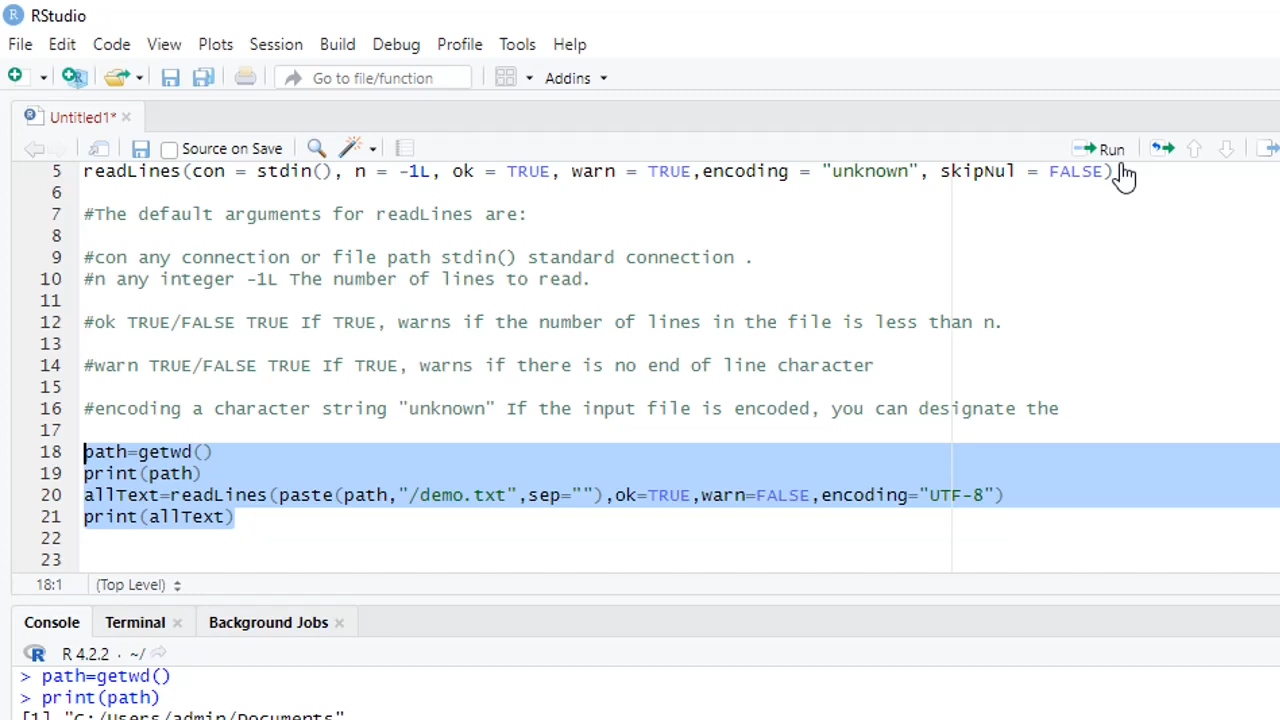 RStudio
File Edit Code View Plots Session Build Debug Profile Tools Help
Go to file/function Addins
Untitled1*
Source on Save Run
5 readLines(con = stdin(), n = -1L, ok = TRUE, warn = TRUE,encoding = "unknown", skipNul = FALSE)
6
7 #The default arguments for readLines are:
8
9 #con any connection or file path stdin() standard connection .
10 #n any integer -1L The number of lines to read.
11
12 #ok TRUE/FALSE TRUE If TRUE, warns if the number of lines in the file is less than n.
13
14 #warn TRUE/FALSE TRUE If TRUE, warns if there is no end of line character
15
16 #encoding a character string "unknown" If the input file is encoded, you can designate the
17
18 path=getwd()
19 print(path)
20 allText=readLines(paste(path,"/demo.txt",sep=""),ok=TRUE,warn=FALSE,encoding="UTF-8")
21 print(allText)
22
23
18:1 (Top Level)
Console Terminal Background Jobs
R 4.2.2 · ~/
> path=getwd()
> print(path)
[1] "C:/Users/admin/Documents"